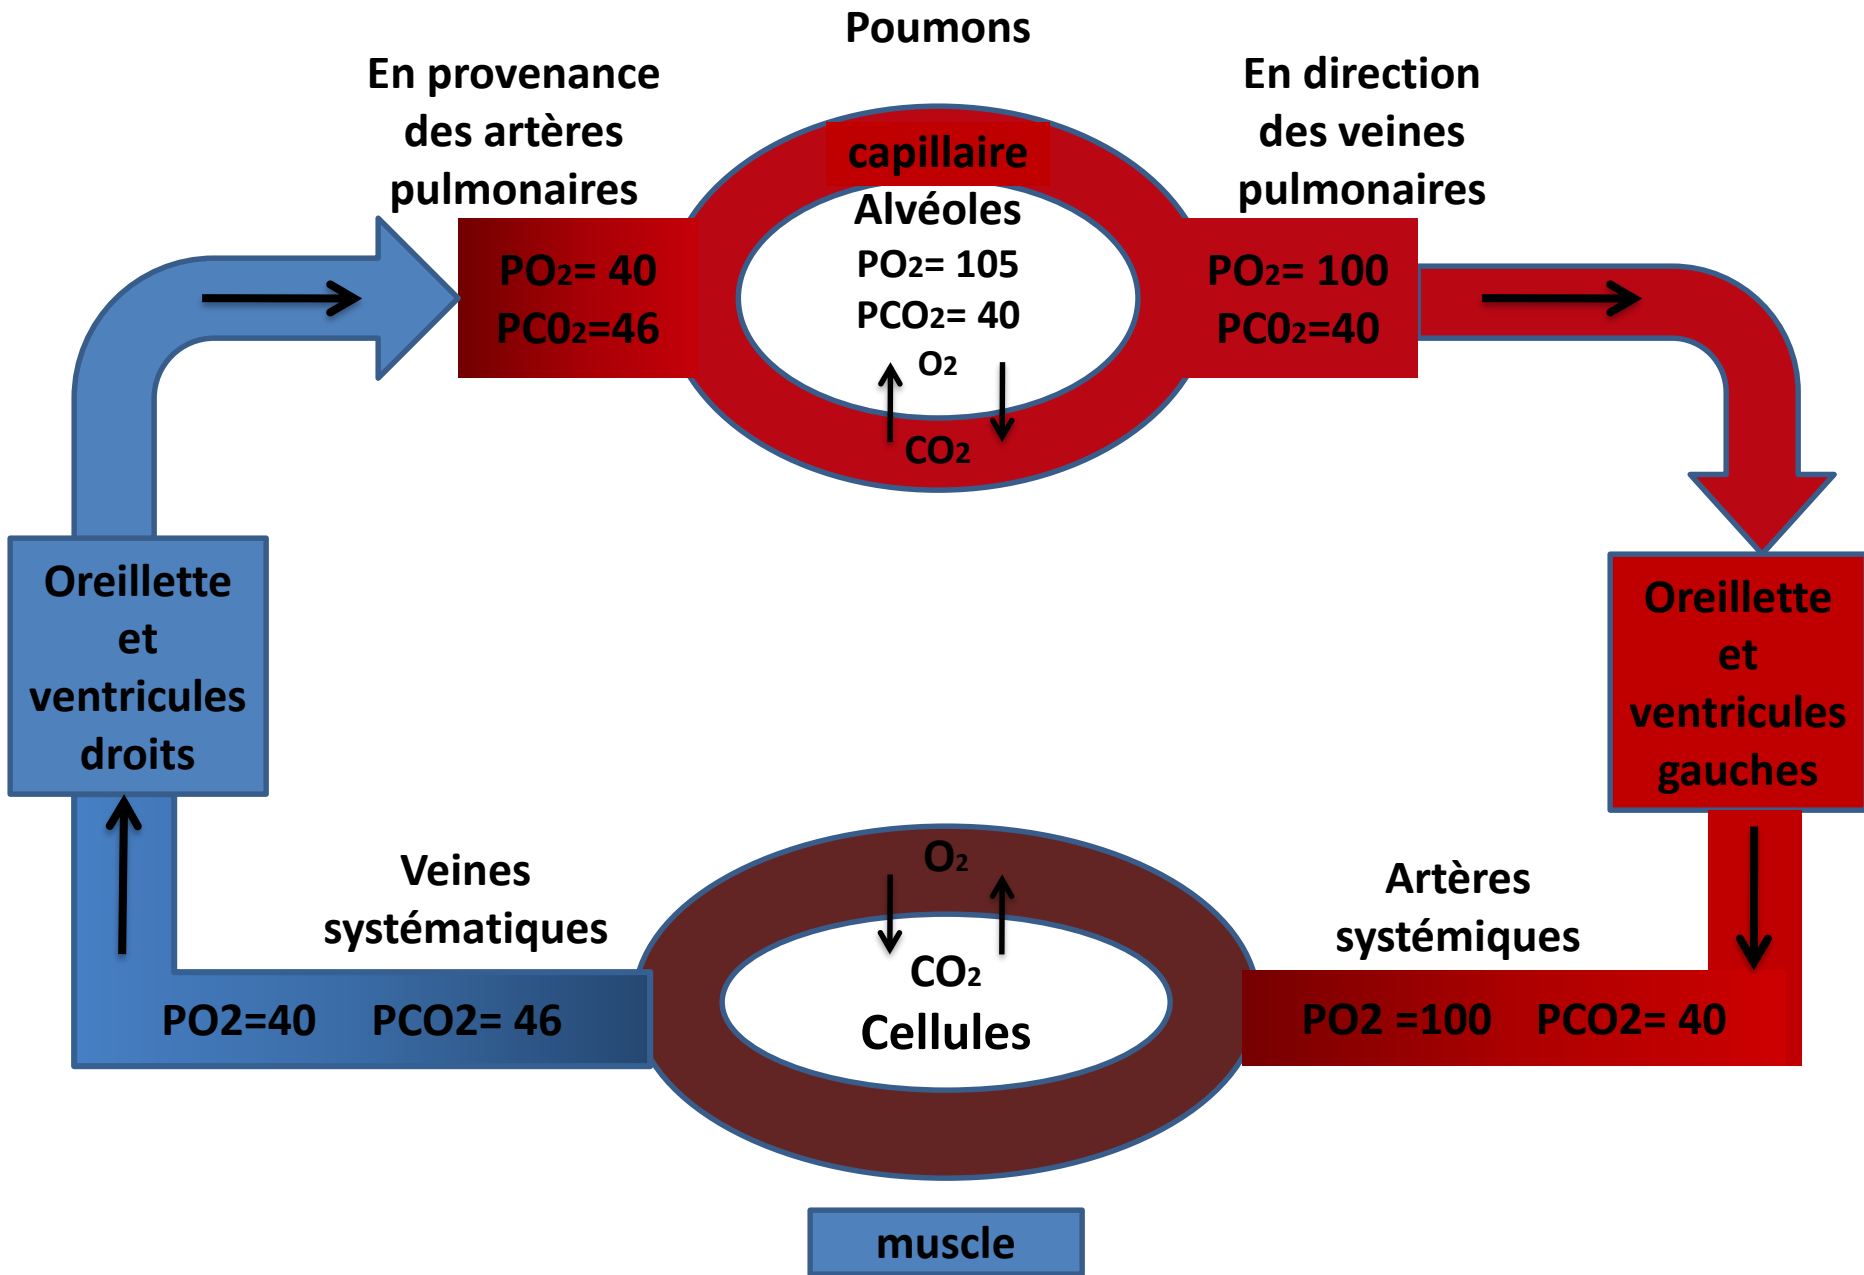 Poumons
En provenance
des artères
pulmonaires
En direction
des veines
pulmonaires
capillaire
Alvéoles
PO2= 105
PCO2= 40
O2
CO2
PO2= 40
PC02=46
PO2= 100
PC02=40
Oreillette
et
ventricules
droits
Oreillette
et
ventricules
gauches
Veines
systématiques
O2
CO2
Cellules
Artères
systémiques
PO2=40 PCO2= 46
PO2 =100 PCO2= 40
muscle